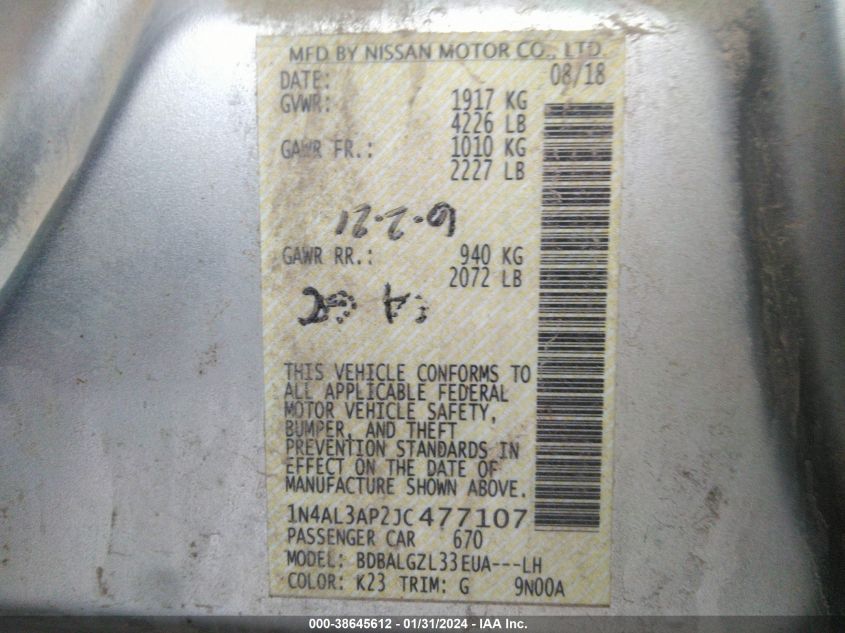 MFD BY NISSAN MOTOR CO., LTD.
DATE: 08/18
GVWR: 1917 KG
4226 LB
GAWR FR.: 1010 KG
2227 LB
12-2-9
GAWR RR.: 940 KG
2072 LB
THIS VEHICLE CONFORMS TO
ALL APPLICABLE FEDERAL
MOTOR VEHICLE SAFETY,
BUMPER, AND THEFT
PREVENTION STANDARDS IN
EFFECT ON THE DATE OF
MANUFACTURE SHOWN ABOVE.
1N4AL3AP2JC477107
PASSENGER CAR 670
MODEL: BDBALGZL33EUA---LH
COLOR: K23 TRIM: G 9N00A
000-38645612 - 01/31/2024 - IAA Inc.